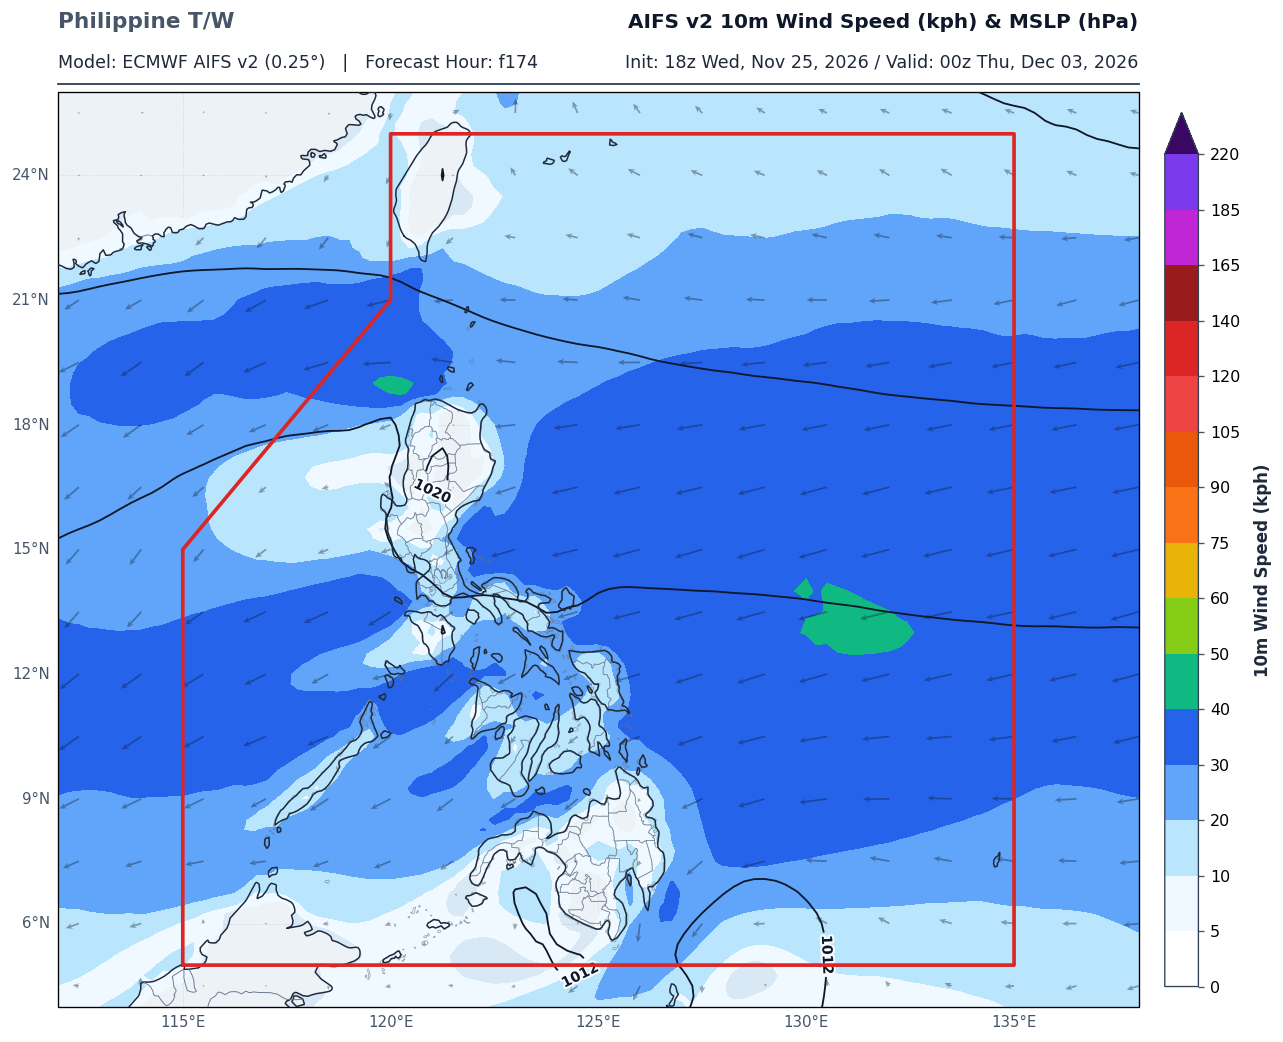 Philippine T/W
AIFS v2 10m Wind Speed (kph) & MSLP (hPa)
Model: ECMWF AIFS v2 (0.25°) | Forecast Hour: f174
Init: 18z Wed, Nov 25, 2026 / Valid: 00z Thu, Dec 03, 2026
24°N
21°N
18°N
15°N
12°N
9°N
6°N
115°E
120°E
125°E
130°E
135°E
1020
1012
1012
220
185
165
140
120
105
90
75
60
50
40
30
20
10
5
0
10m Wind Speed (kph)